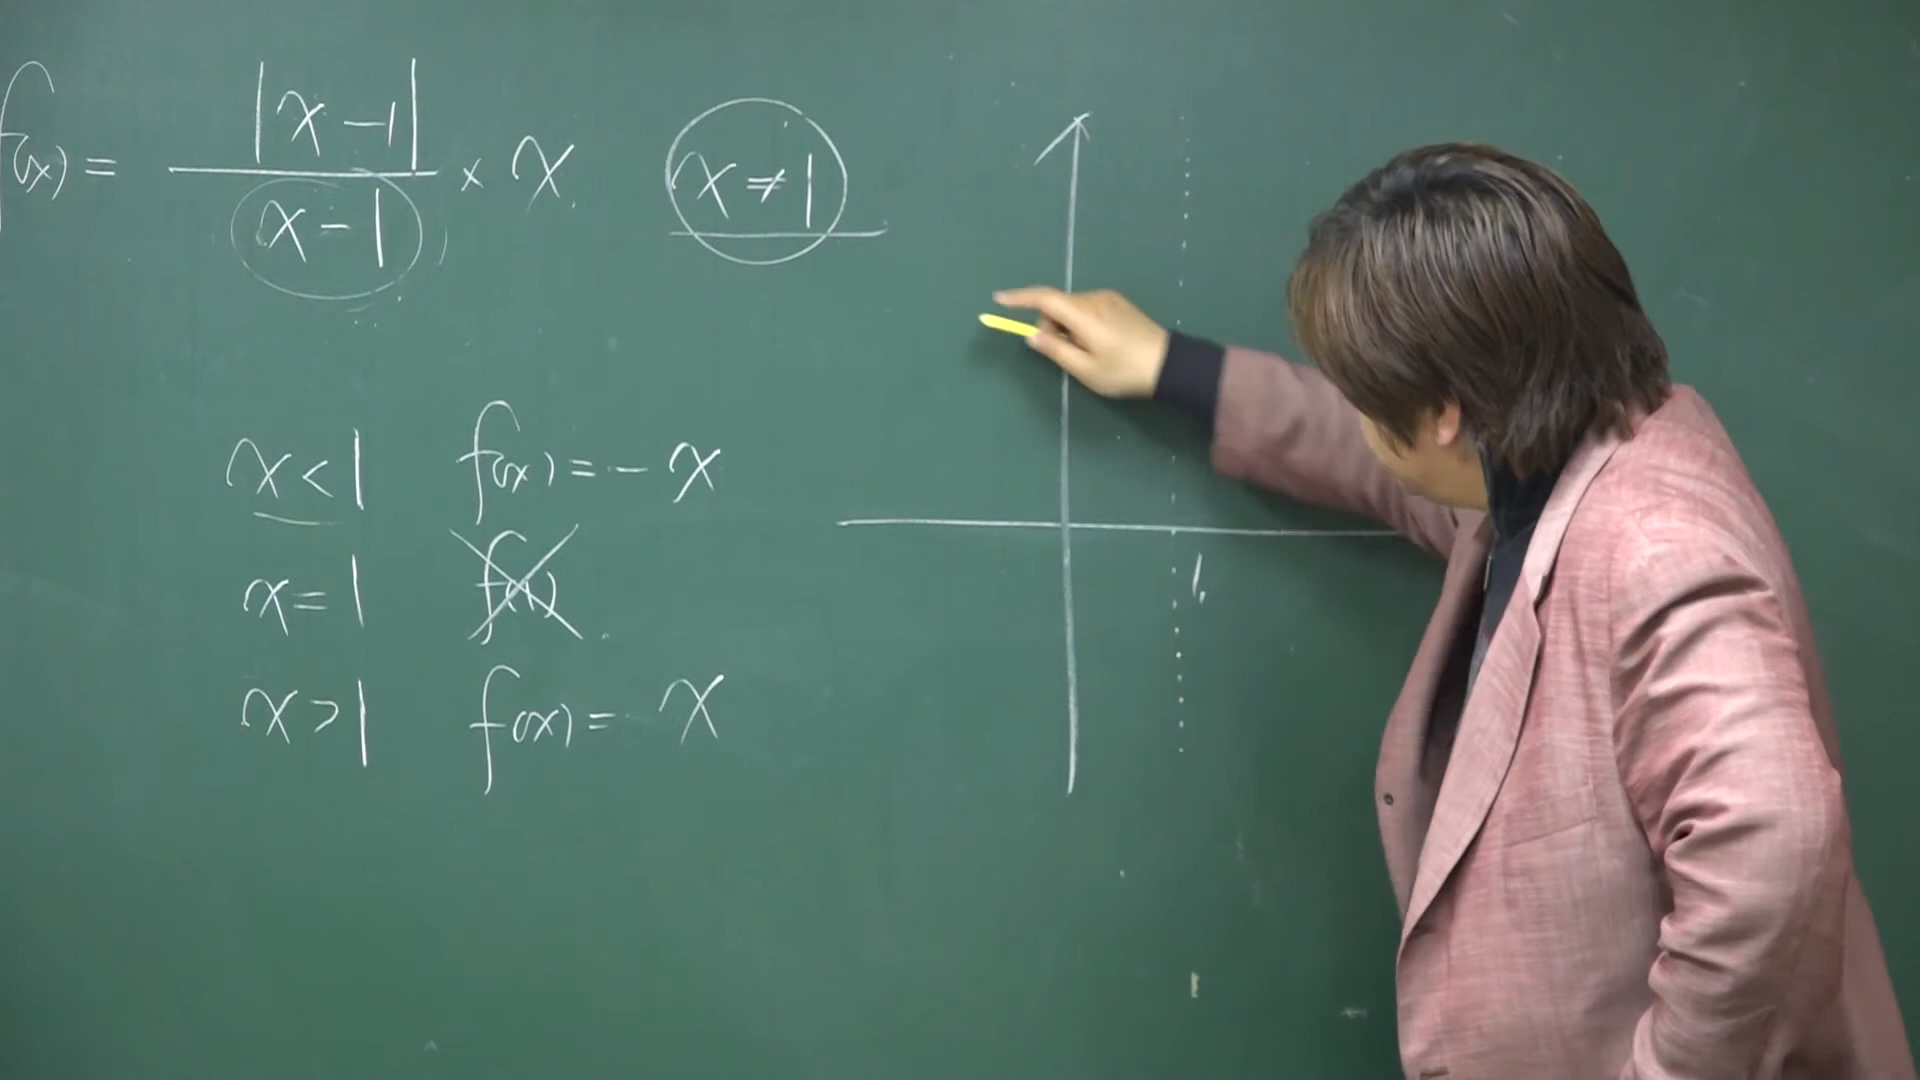 f(x) = |x-1| / x-1 × x   x≠1
x<1   f(x) = -x
x=1   f(1)
x>1   f(x) = x
1